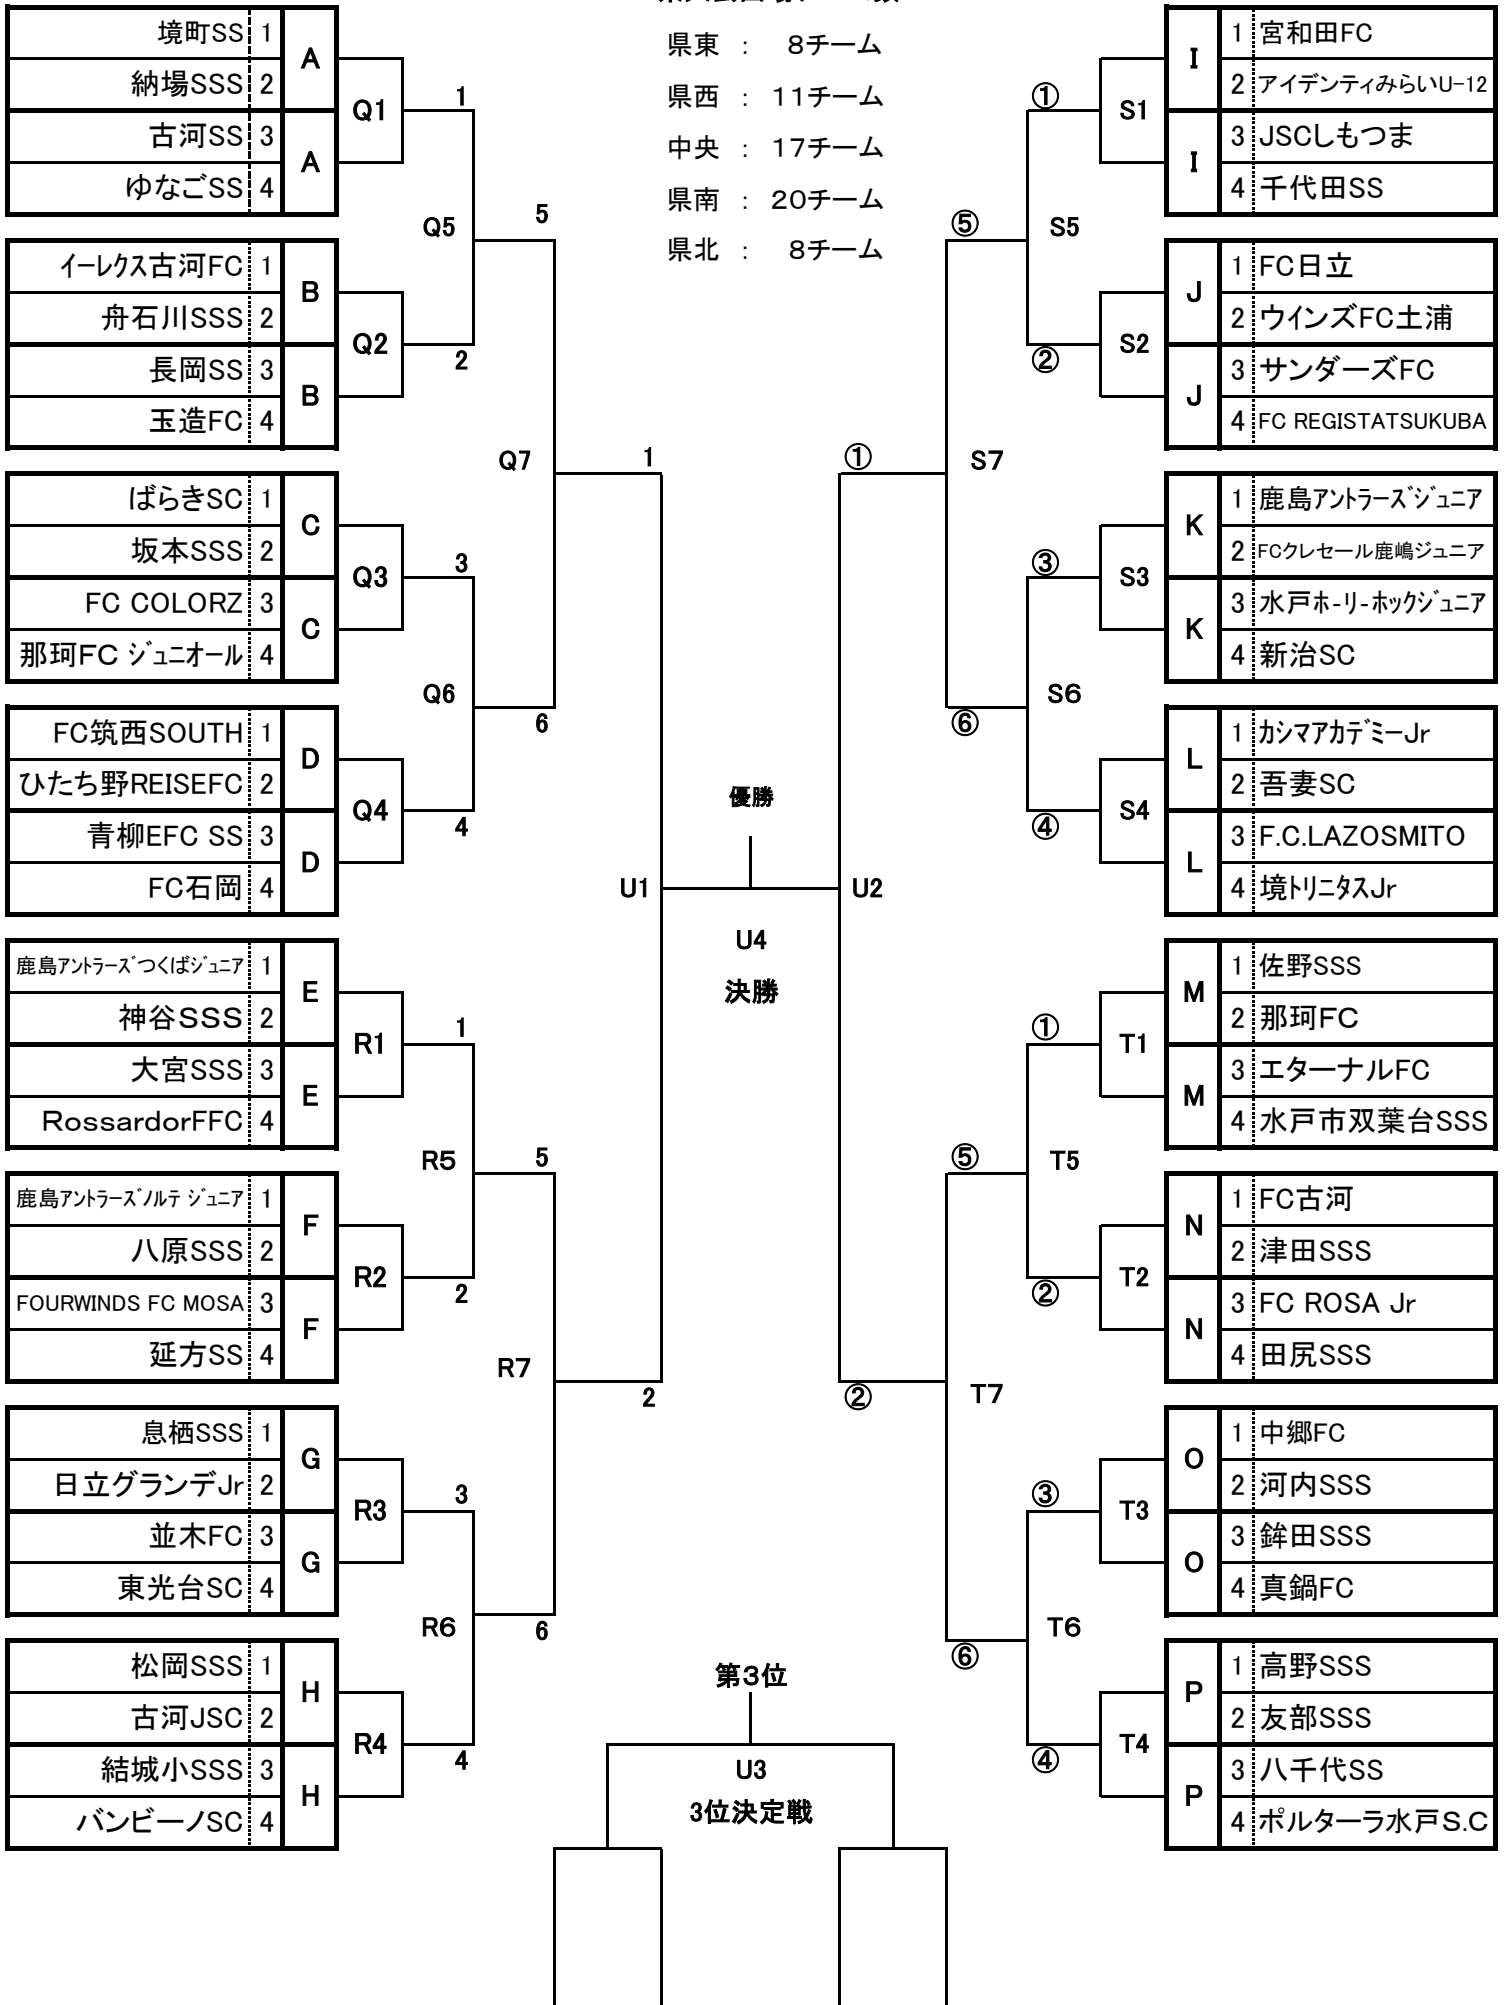 県東 : 8チーム
県西 : 11チーム
中央 : 17チーム
県南 : 20チーム
県北 : 8チーム
境町SS 1
納場SSS 2
A
古河SS 3
ゆなごSS 4
A
Q1
1
イーレクス古河FC 1
舟石川SSS 2
B
長岡SS 3
玉造FC 4
B
Q2
2
Q5
5
ばらきSC 1
坂本SSS 2
C
FC COLORZ 3
那珂FC ジュニオール 4
C
Q3
3
FC筑西SOUTH 1
ひたち野REISEFC 2
D
青柳EFC SS 3
FC石岡 4
D
Q4
4
Q6
6
Q7
1
鹿島アントラーズつくばジュニア 1
神谷SSS 2
E
大宮SSS 3
RossardorFFC 4
E
R1
1
鹿島アントラーズノルテ ジュニア 1
八原SSS 2
F
FOURWINDS FC MOSA 3
延方SS 4
F
R2
2
R5
5
息栖SSS 1
日立グランデJr 2
G
並木FC 3
東光台SC 4
G
R3
3
松岡SSS 1
古河JSC 2
H
結城小SSS 3
バンビーノSC 4
H
R4
4
R6
6
R7
2
U1
優勝
U4
決勝
U2
第3位
U3
3位決定戦
I
1 宮和田FC
2 アイデンティみらいU-12
I
3 JSCしもつま
4 千代田SS
S1
①
J
1 FC日立
2 ウインズFC土浦
J
3 サンダーズFC
4 FC REGISTATSUKUBA
S2
②
S5
⑤
K
1 鹿島アントラーズジュニア
2 FCクレセール鹿嶋ジュニア
K
3 水戸ホ-リ-ホックジュニア
4 新治SC
S3
③
L
1 カシマアカデミーJr
2 吾妻SC
L
3 F.C.LAZOSMITO
4 境トリニタスJr
S4
④
S6
⑥
S7
①
M
1 佐野SSS
2 那珂FC
M
3 エターナルFC
4 水戸市双葉台SSS
T1
①
N
1 FC古河
2 津田SSS
N
3 FC ROSA Jr
4 田尻SSS
T2
②
T5
⑤
O
1 中郷FC
2 河内SSS
O
3 鉾田SSS
4 真鍋FC
T3
③
P
1 高野SSS
2 友部SSS
P
3 八千代SS
4 ポルターラ水戸S.C
T4
④
T6
⑥
T7
②